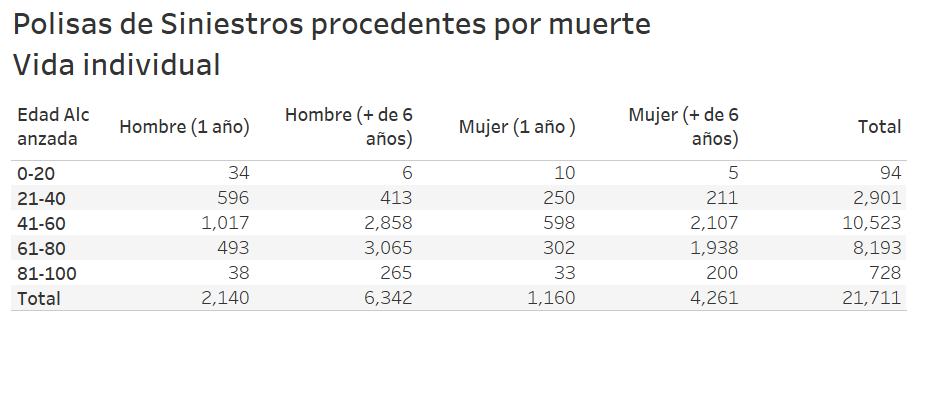 Polisas de Siniestros procedentes por muerte
Vida individual
Edad Alc
anzada
Hombre (1 año)
Hombre (+ de 6
años)
Mujer (1 año )
Mujer (+ de 6
años)
Total
0-20 34 6 10 5 94
21-40 596 413 250 211 2,901
41-60 1,017 2,858 598 2,107 10,523
61-80 493 3,065 302 1,938 8,193
81-100 38 265 33 200 728
Total 2,140 6,342 1,160 4,261 21,711